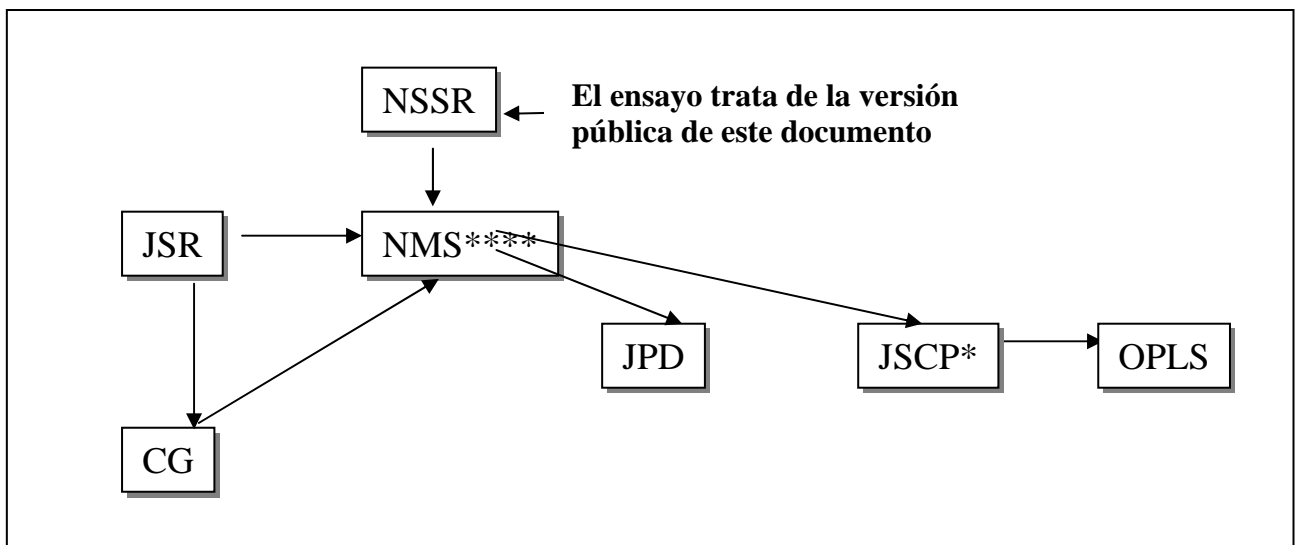 NSSR
El ensayo trata de la versión
pública de este documento
JSR
NMS****
JPD
JSCP*
OPLS
CG